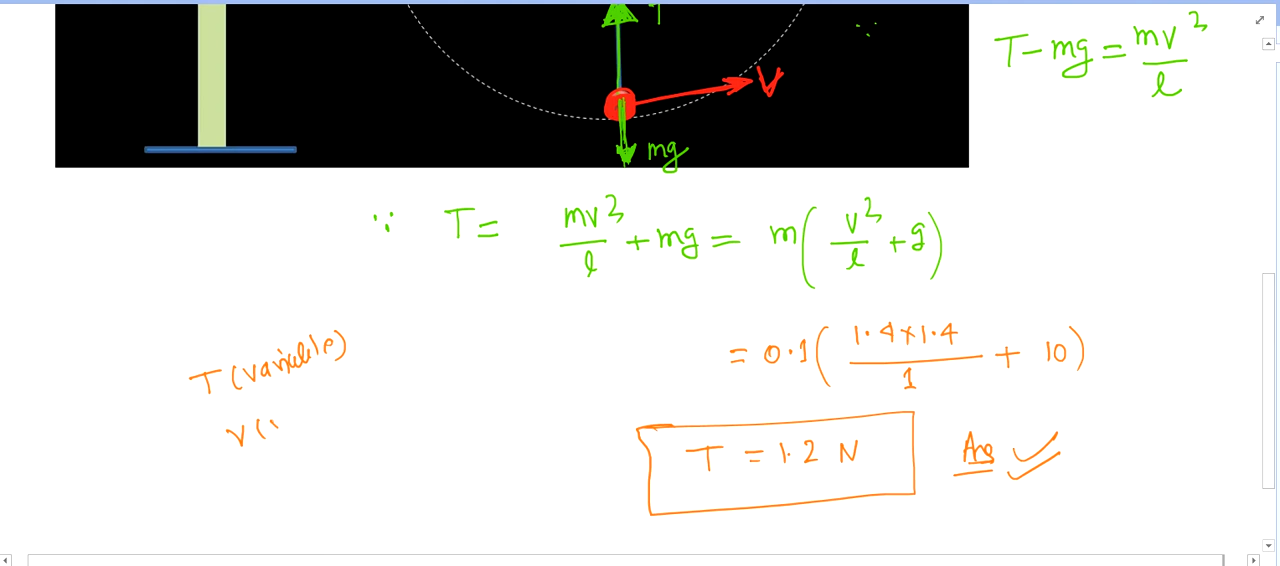 T
V
mg
T - mg = mv²/l
∵ T = mv²/l + mg = m(v²/l + g)
= 0.1(1.4×1.4/1 + 10)
T (variable)
v ("
T = 1.2 N Ans ✓